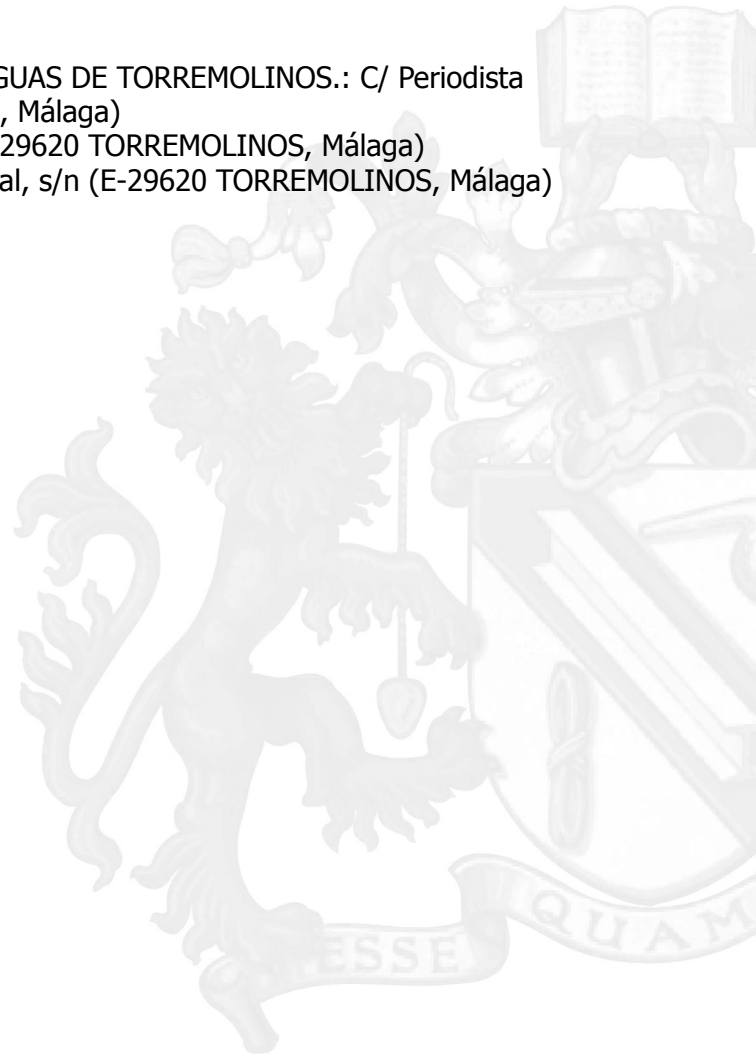 GUAS DE TORREMOLINOS.: C/ Periodista
, Málaga)
29620 TORREMOLINOS, Málaga)
al, s/n (E-29620 TORREMOLINOS, Málaga)
ESSE
QUAM